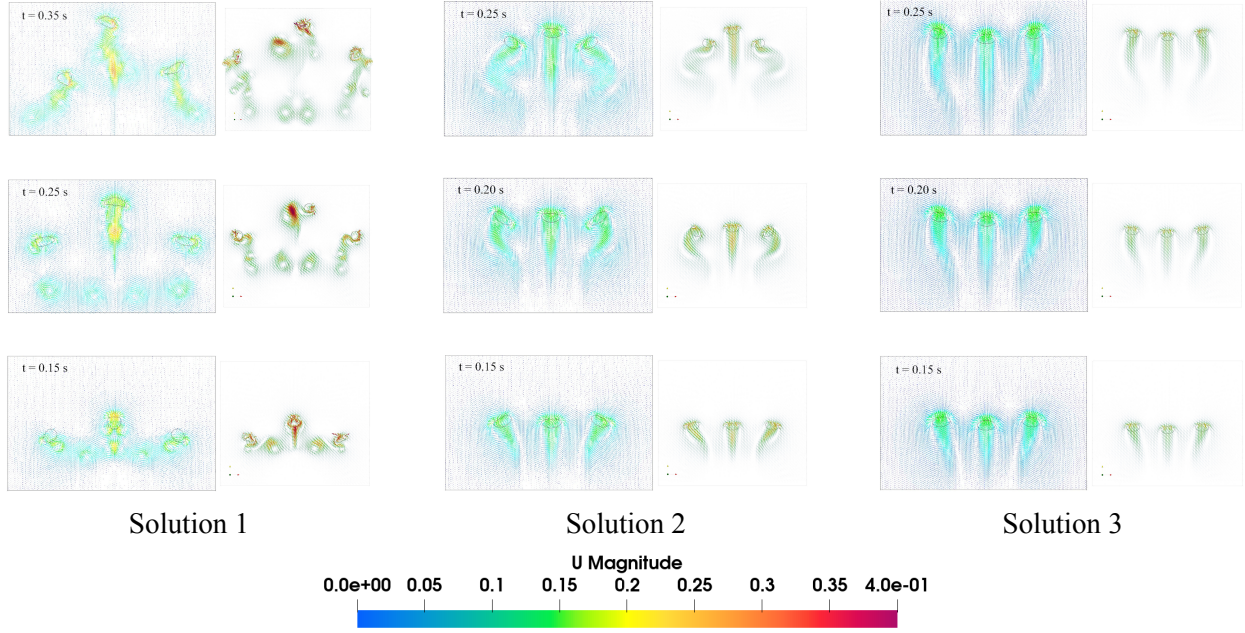 t = 0.35 s
t = 0.25 s
t = 0.25 s
t = 0.25 s
t = 0.20 s
t = 0.20 s
t = 0.15 s
t = 0.15 s
t = 0.15 s
Solution 1
Solution 2
Solution 3
U Magnitude
0.0e+00 0.05 0.1 0.15 0.2 0.25 0.3 0.35 4.0e-01